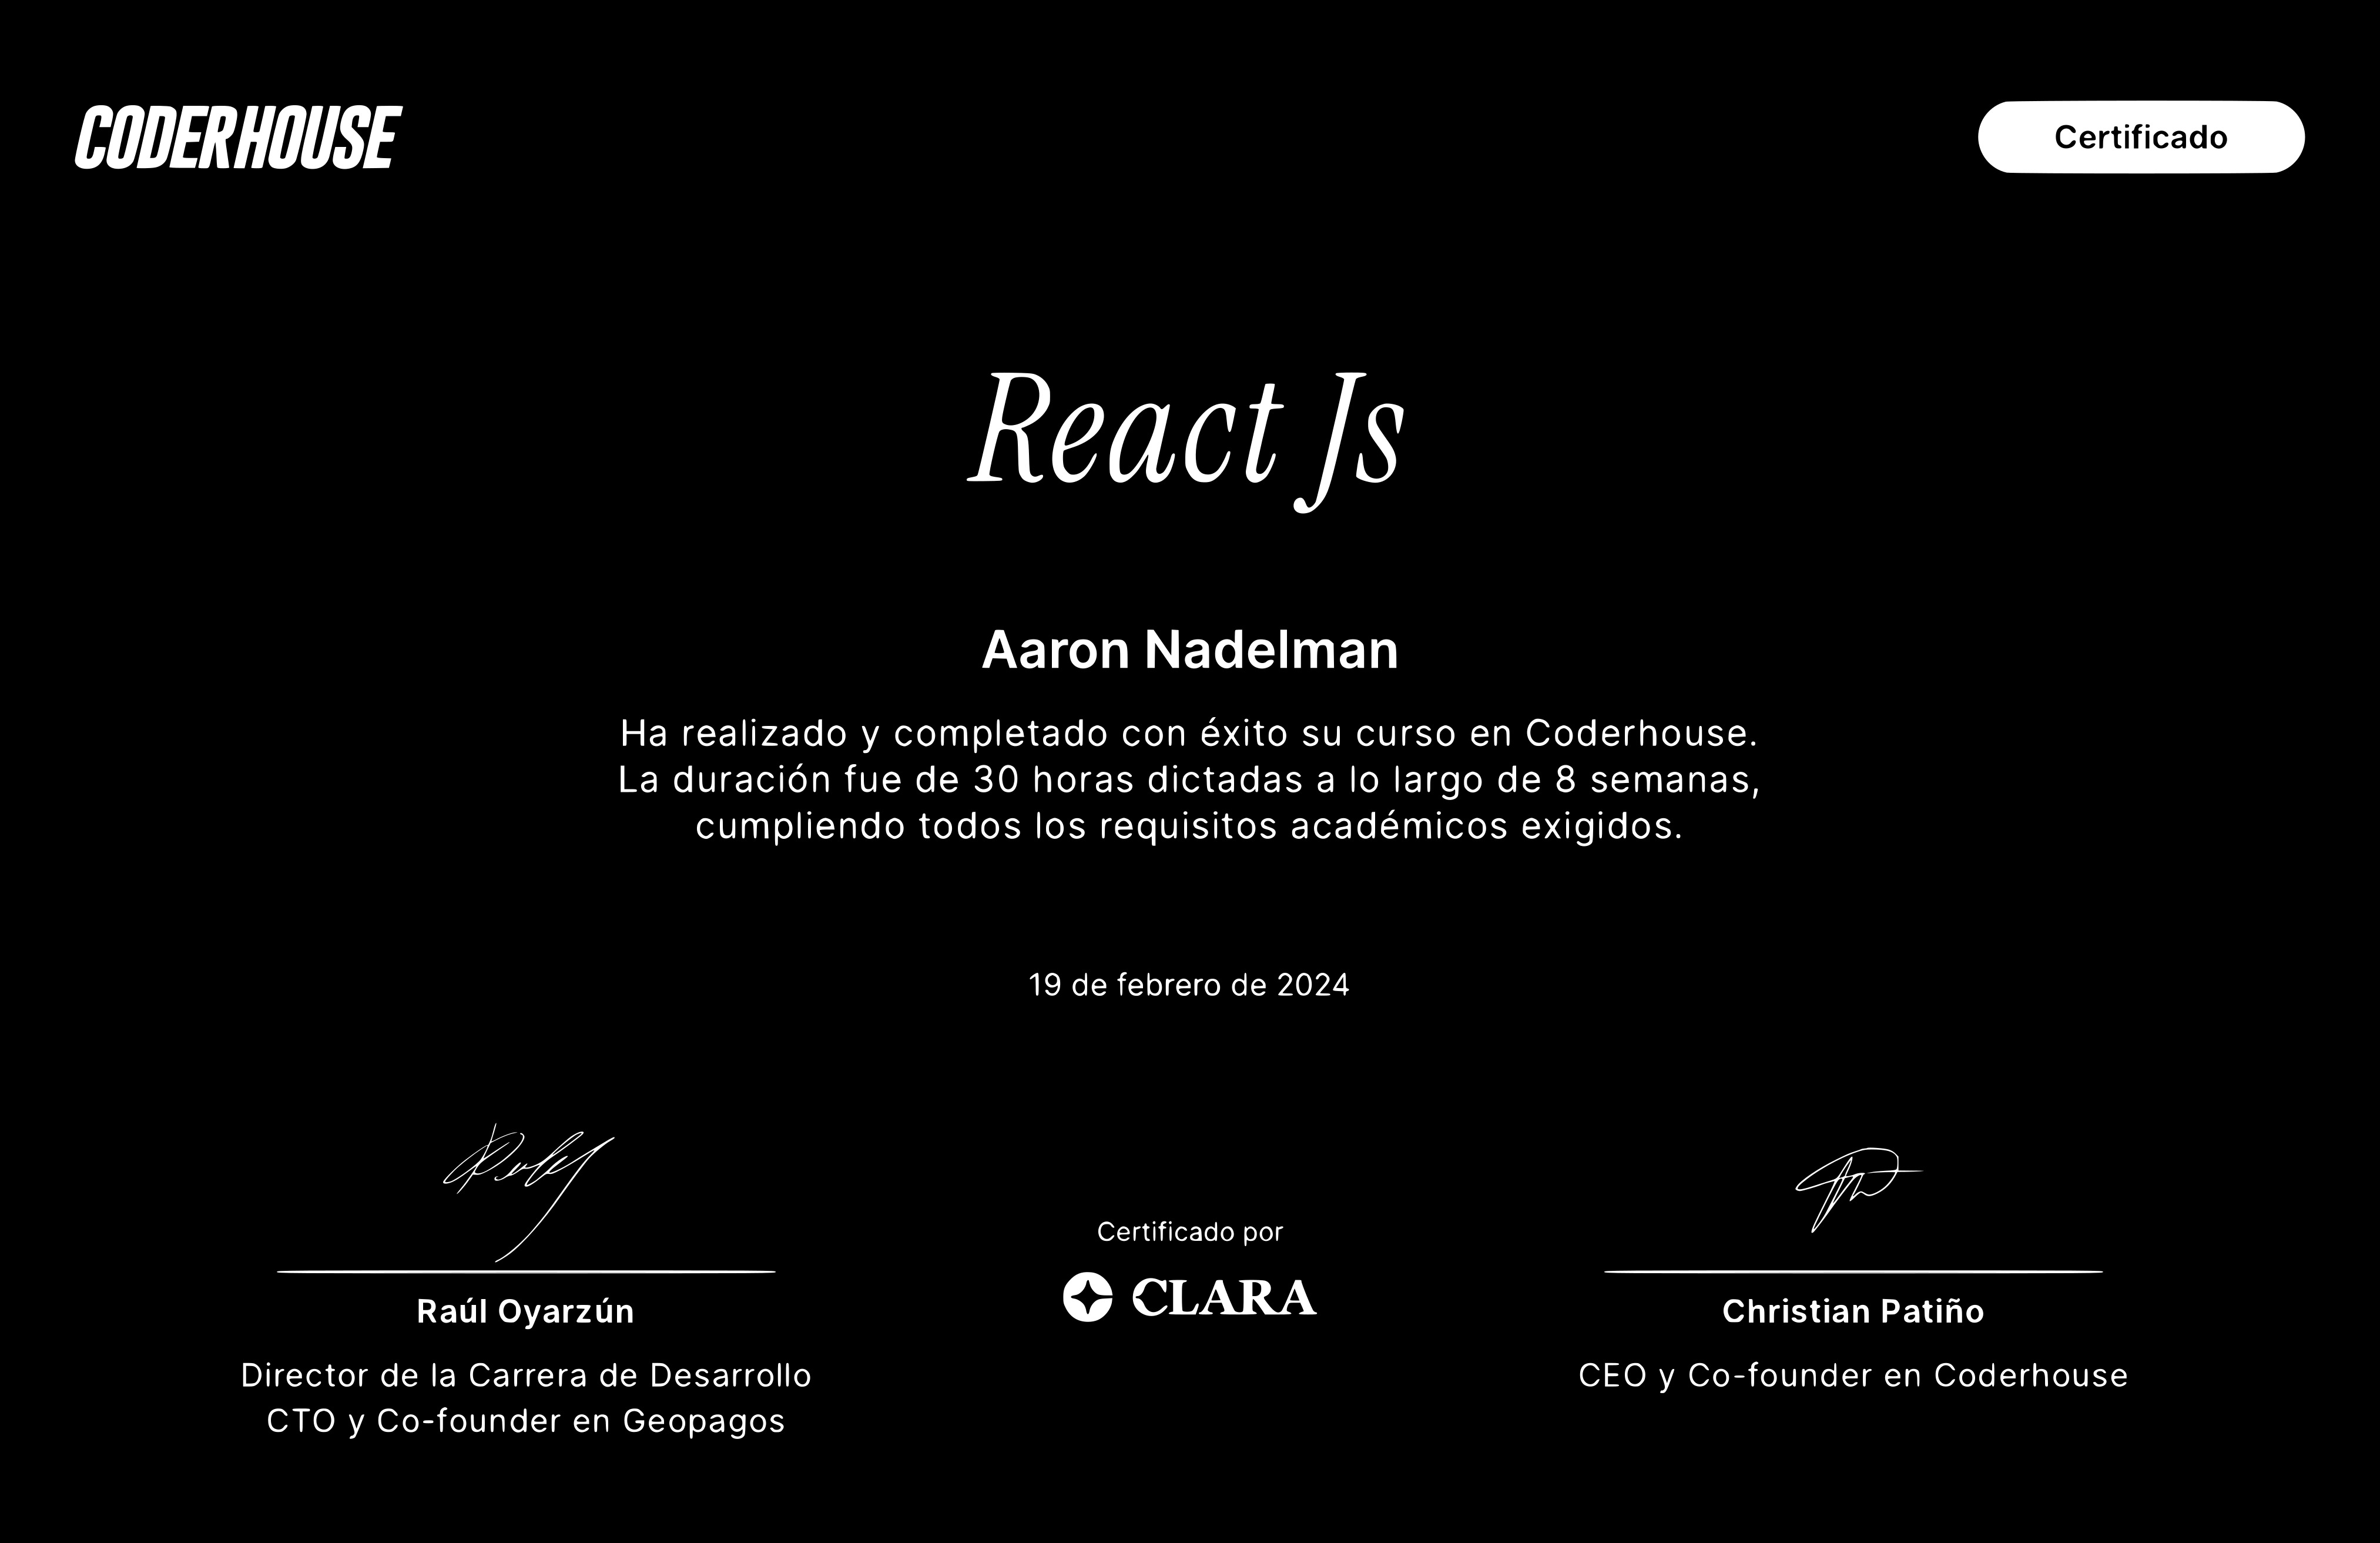 CODERHOUSE
Certificado
React Js
Aaron Nadelman
Ha realizado y completado con éxito su curso en Coderhouse.
La duración fue de 30 horas dictadas a lo largo de 8 semanas,
cumpliendo todos los requisitos académicos exigidos.
19 de febrero de 2024
Certificado por
CLARA
Raúl Oyarzún
Director de la Carrera de Desarrollo
CTO y Co-founder en Geopagos
Christian Patiño
CEO y Co-founder en Coderhouse